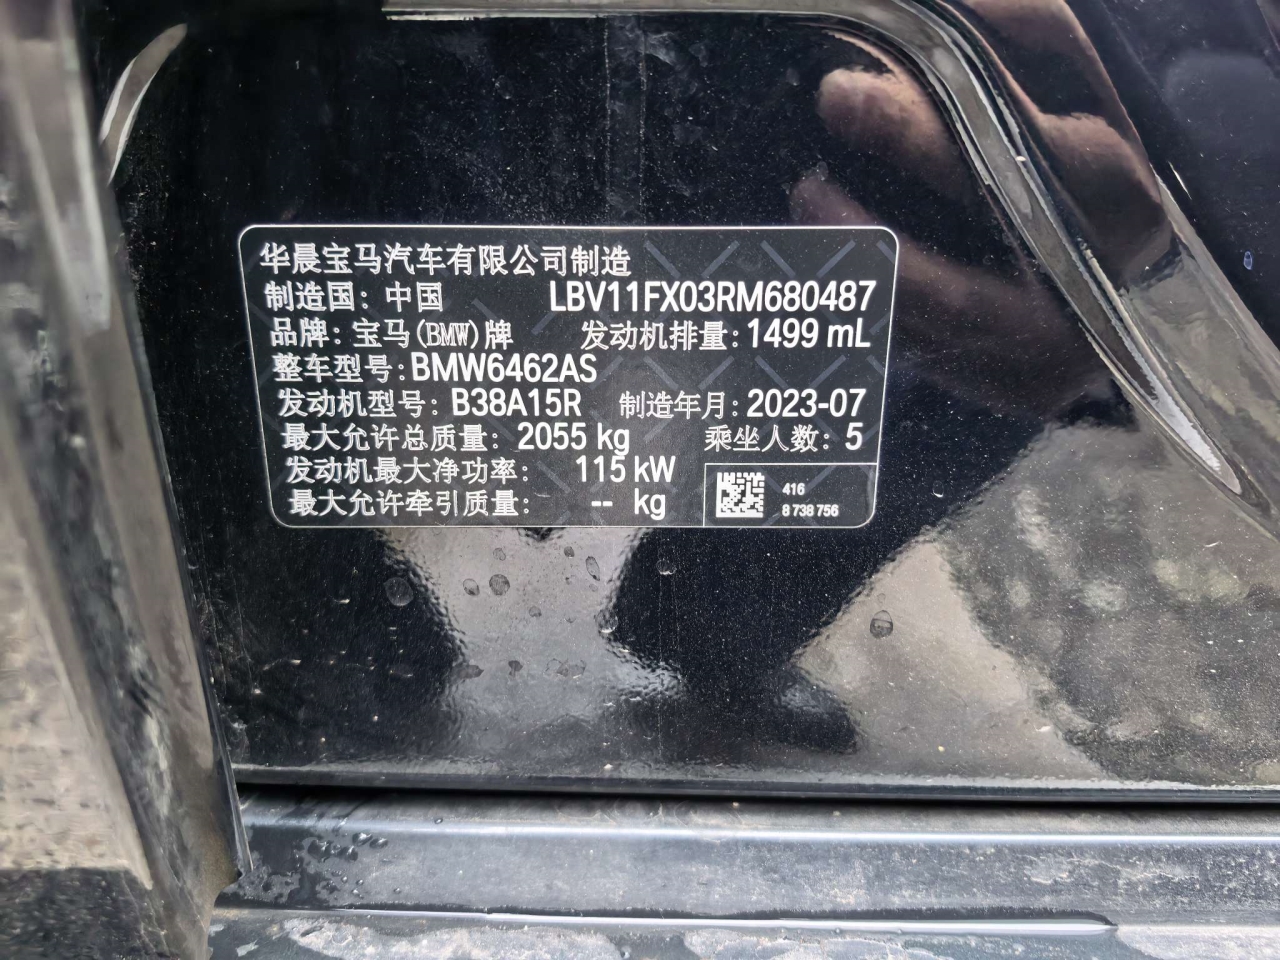 华晨宝马汽车有限公司制造
制造国：中国 LBV11FX03RM680487
品牌：宝马(BMW)牌 发动机排量：1499 mL
整车型号：BMW6462AS
发动机型号：B38A15R 制造年月：2023-07
最大允许总质量：2055 kg 乘坐人数：5
发动机最大净功率：115 kW
最大允许牵引质量：-- kg
416
8 738 756